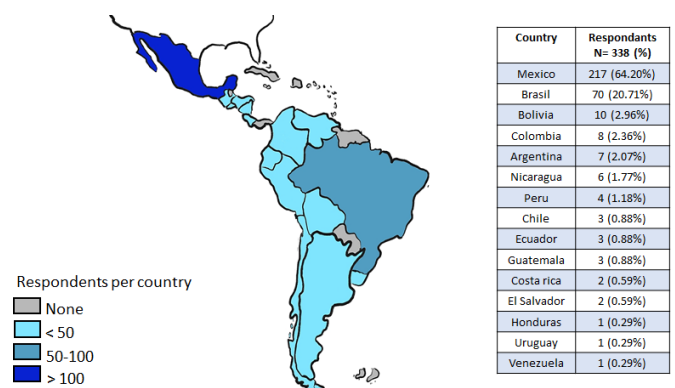 Country Respondants
N= 338 (%)
Mexico 217 (64.20%)
Brasil 70 (20.71%)
Bolivia 10 (2.96%)
Colombia 8 (2.36%)
Argentina 7 (2.07%)
Nicaragua 6 (1.77%)
Peru 4 (1.18%)
Chile 3 (0.88%)
Ecuador 3 (0.88%)
Guatemala 3 (0.88%)
Costa rica 2 (0.59%)
El Salvador 2 (0.59%)
Honduras 1 (0.29%)
Uruguay 1 (0.29%)
Venezuela 1 (0.29%)
Respondents per country
None
< 50
50-100
> 100